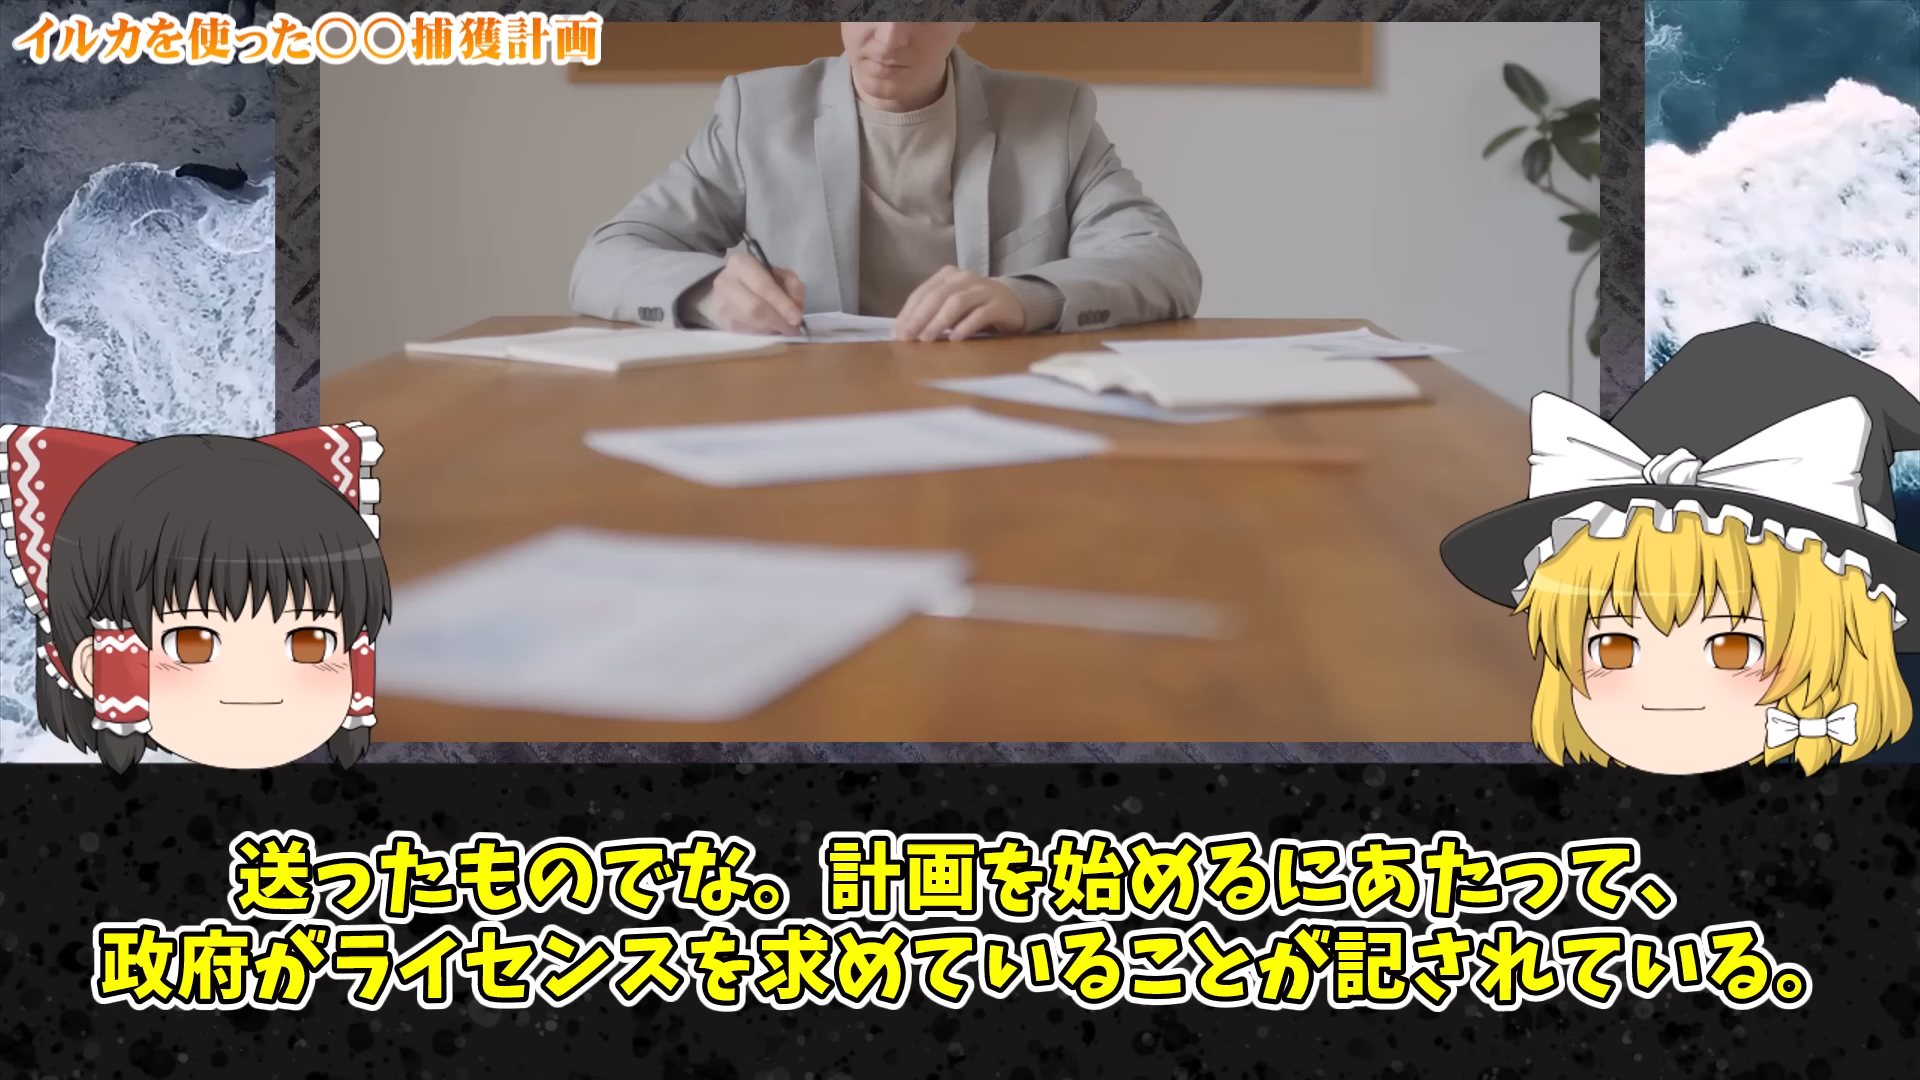 イルカを使った〇〇捕獲計画
送ったものでな。計画を始めるにあたって、
政府がライセンスを求めていることが記されている。